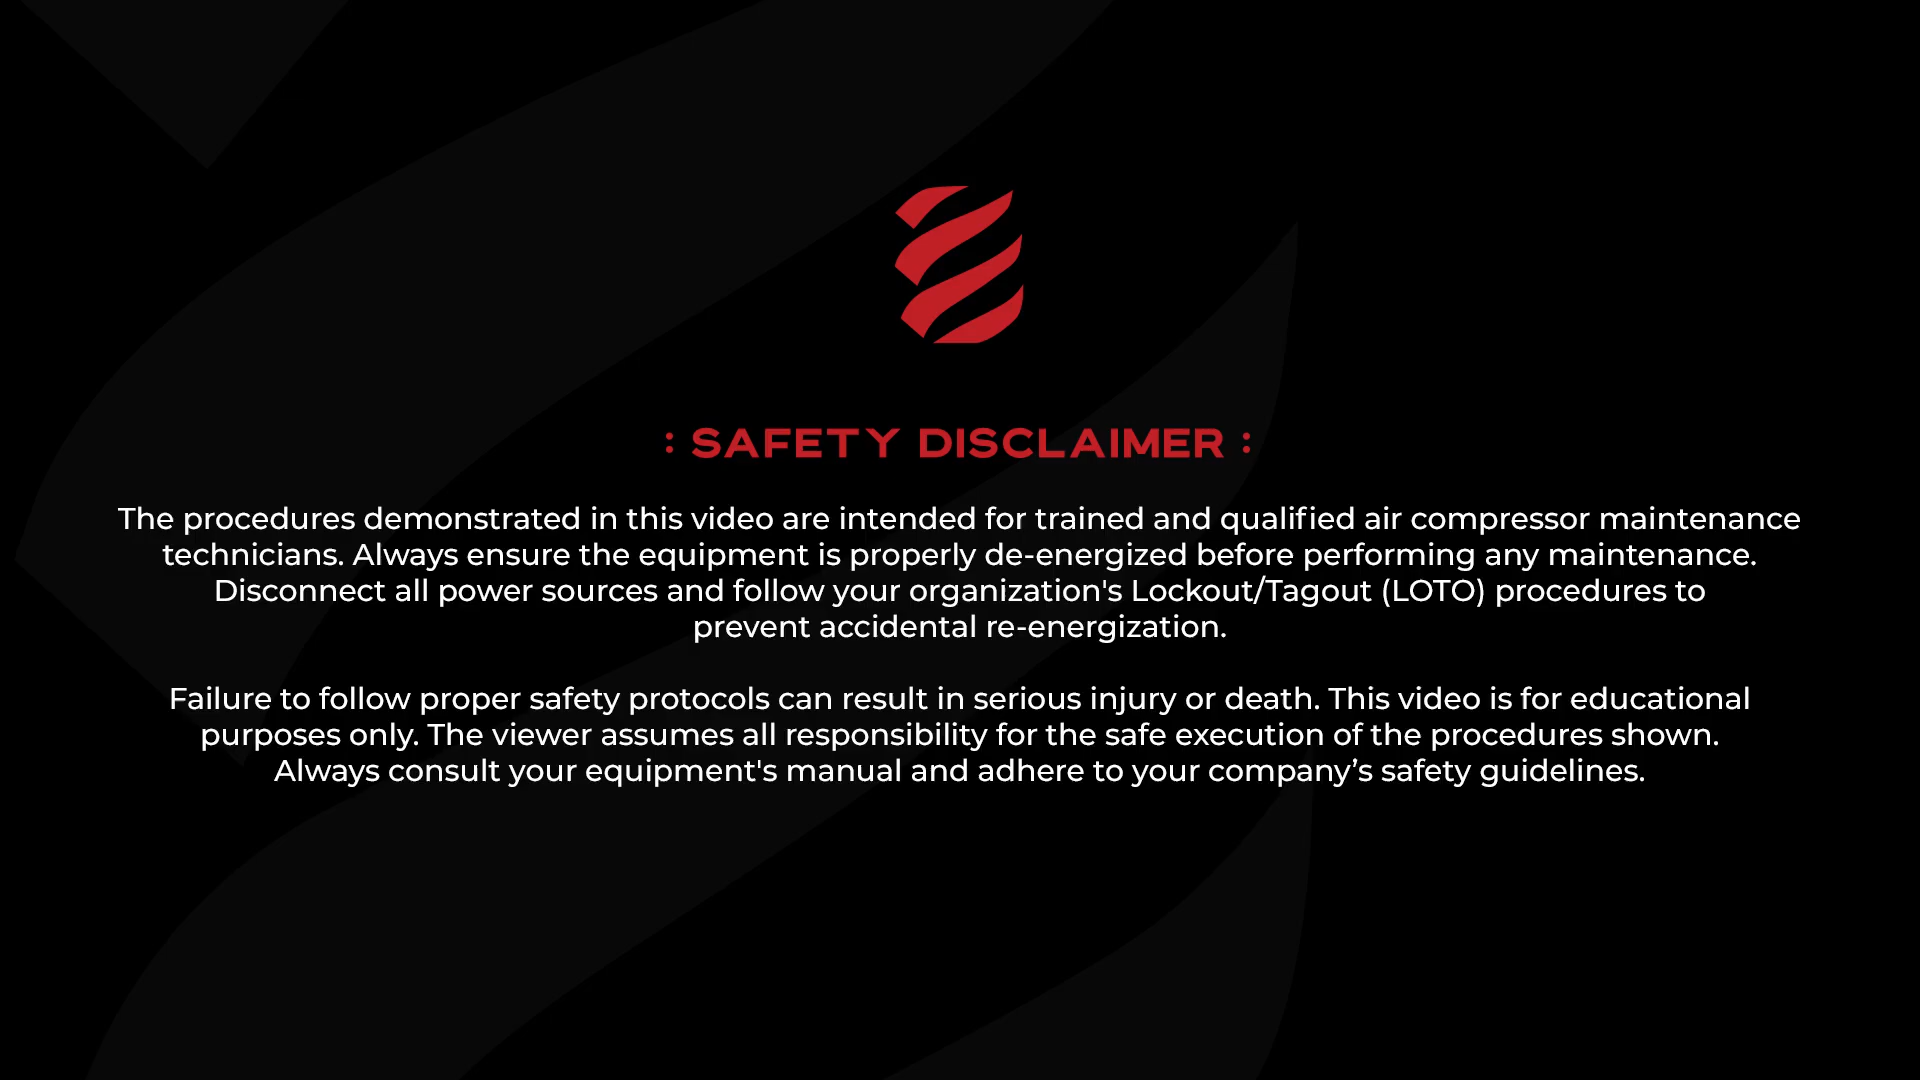 : SAFETY DISCLAIMER :
The procedures demonstrated in this video are intended for trained and qualified air compressor maintenance
technicians. Always ensure the equipment is properly de-energized before performing any maintenance.
Disconnect all power sources and follow your organization's Lockout/Tagout (LOTO) procedures to
prevent accidental re-energization.
Failure to follow proper safety protocols can result in serious injury or death. This video is for educational
purposes only. The viewer assumes all responsibility for the safe execution of the procedures shown.
Always consult your equipment's manual and adhere to your company’s safety guidelines.